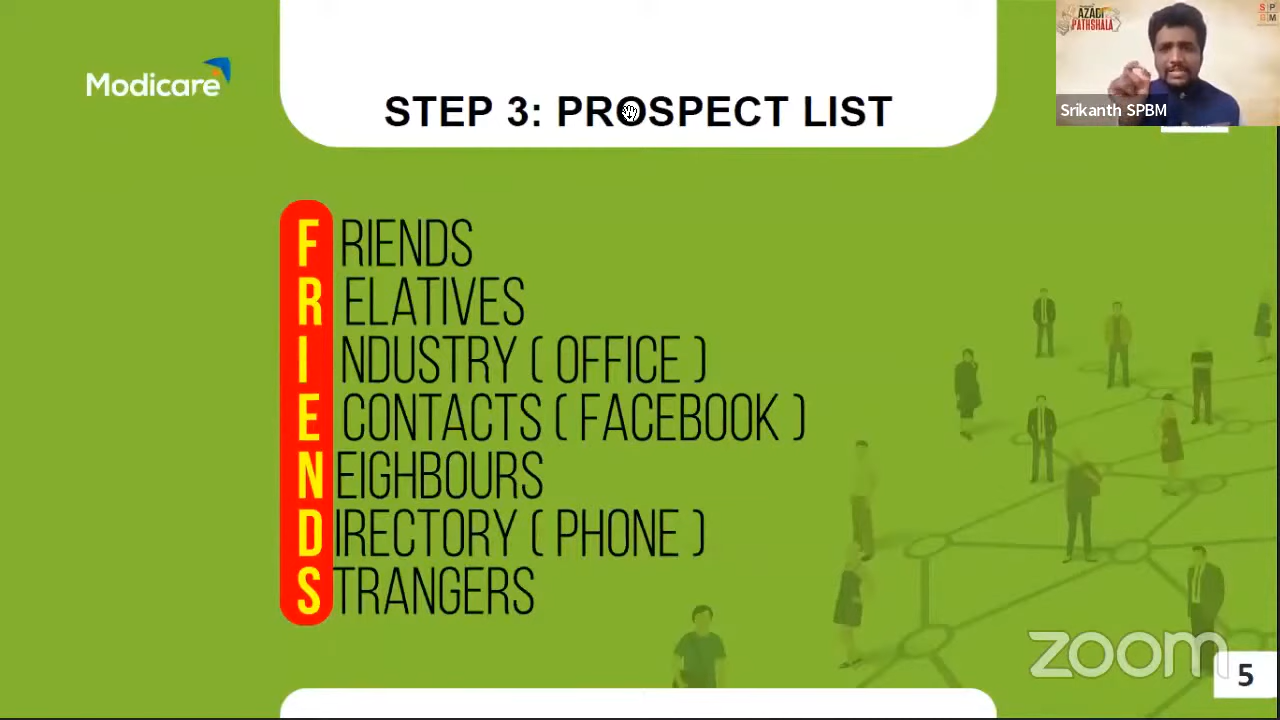 Modicare
STEP 3: PROSPECT LIST
AZADI
PATHSHALA
S P
B M
Srikanth SPBM
FRIENDS
RELATIVES
INDUSTRY ( OFFICE )
E CONTACTS ( FACEBOOK )
NEIGHBOURS
DIRECTORY ( PHONE )
STRANGERS
zoom
5